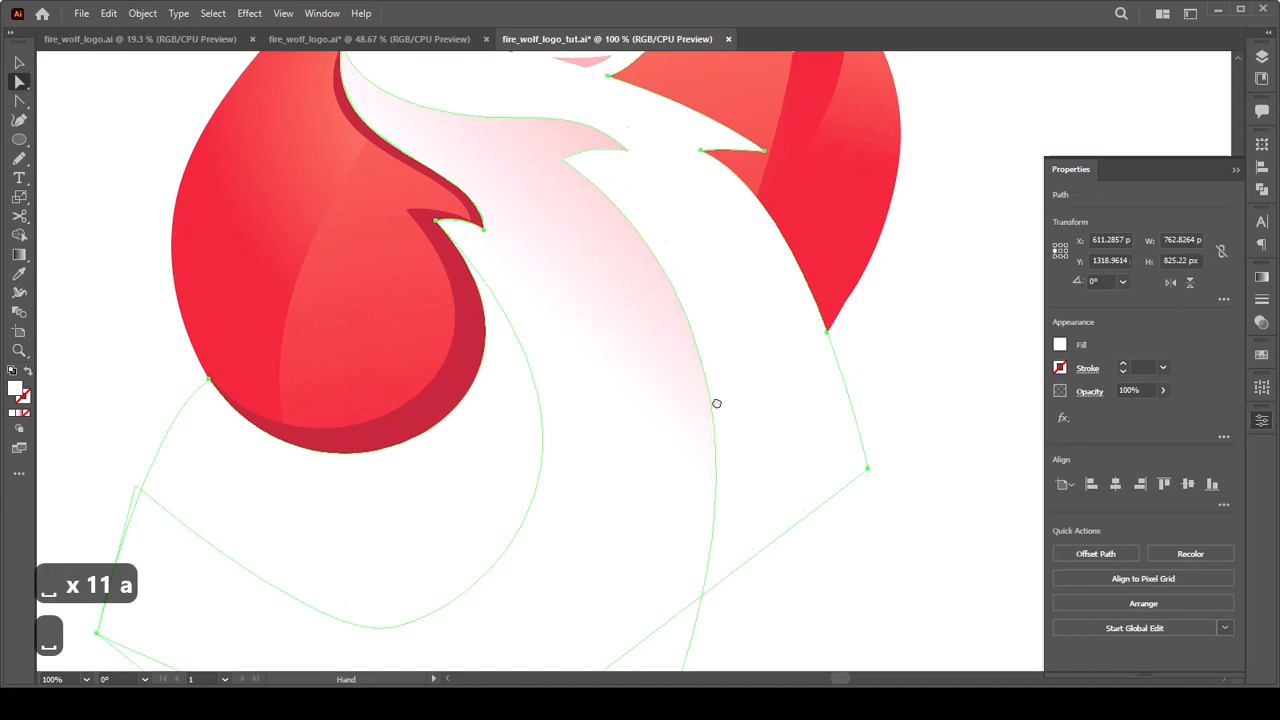 Ai File Edit Object Type Select Effect View Window Help
fire_wolf_logo.ai @ 19.3 % (RGB/CPU Preview) × fire_wolf_logo.ai* @ 48.67 % (RGB/CPU Preview) × fire_wolf_logo_tut.ai* @ 100 % (RGB/CPU Preview) ×
Properties
Path
Transform
X: 611.2857 p W: 762.8264 p
Y: 1318.9614 H: 825.22 px
0°
Appearance
Fill
Stroke
Opacity 100%
fx.
Align
Quick Actions
Offset Path Recolor
Align to Pixel Grid
Arrange
Start Global Edit
⎵ x 11 a
⎵
100% 0° 1 Hand